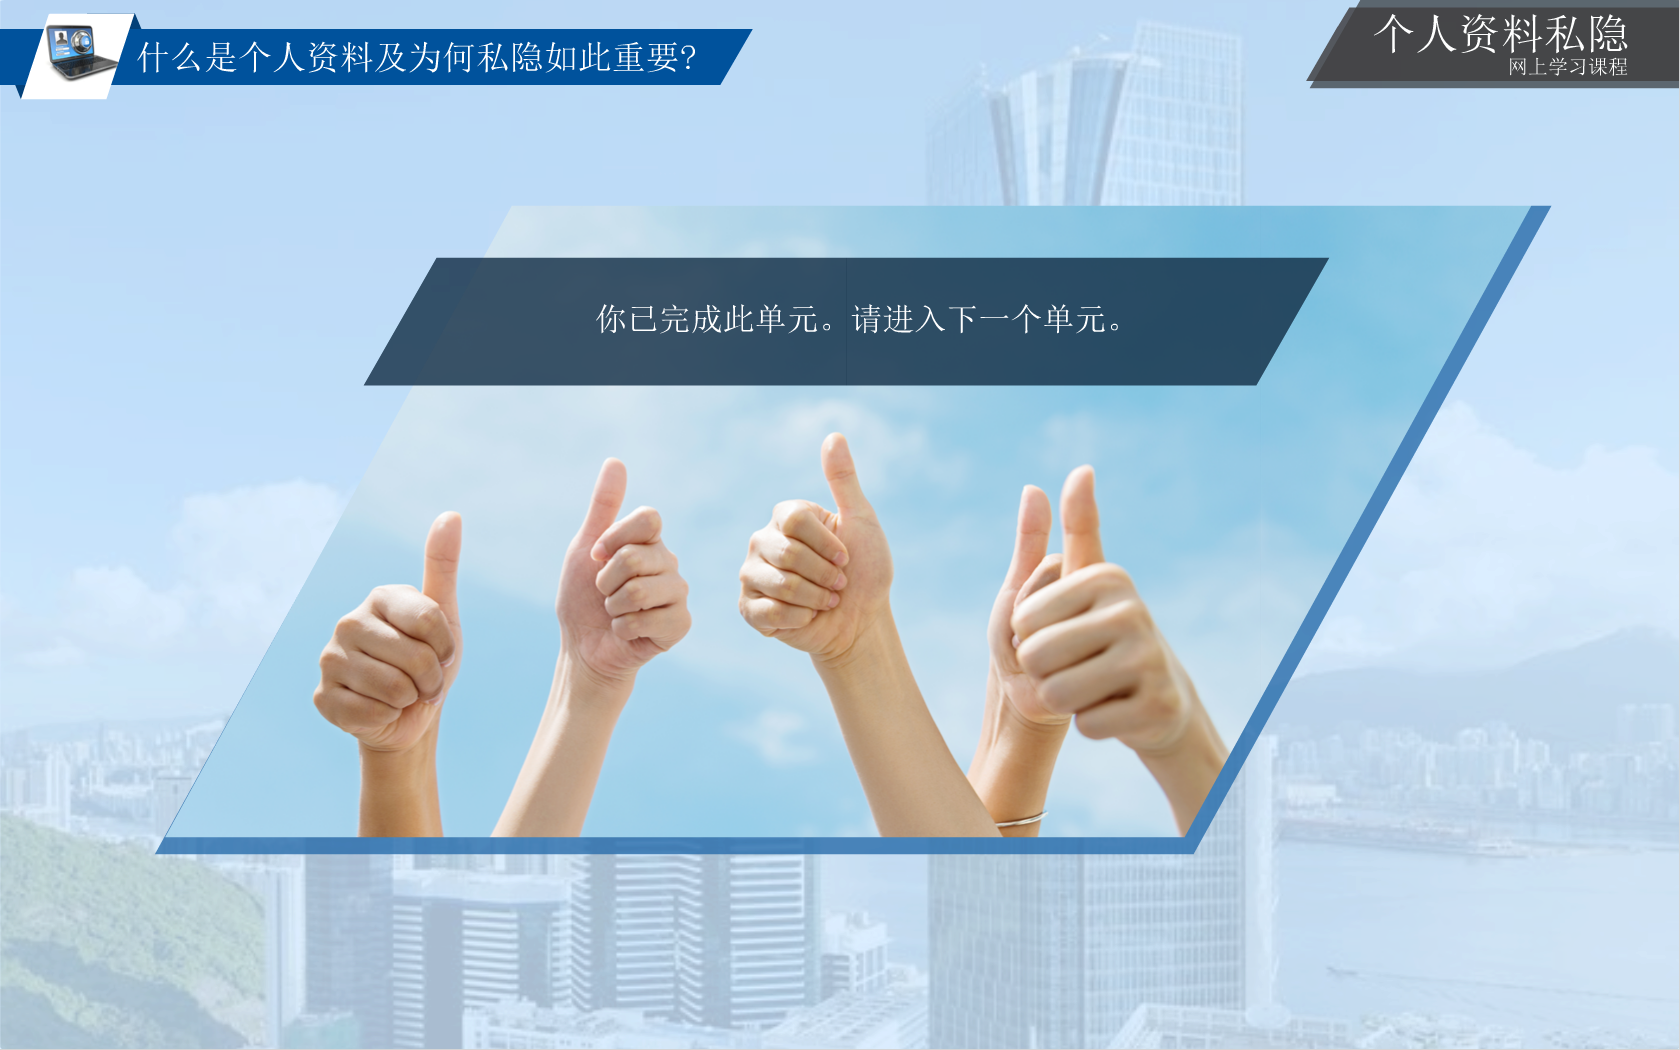 什么是个人资料及为何私隐如此重要?
个人资料私隐
网上学习课程
你已完成此单元。请进入下一个单元。